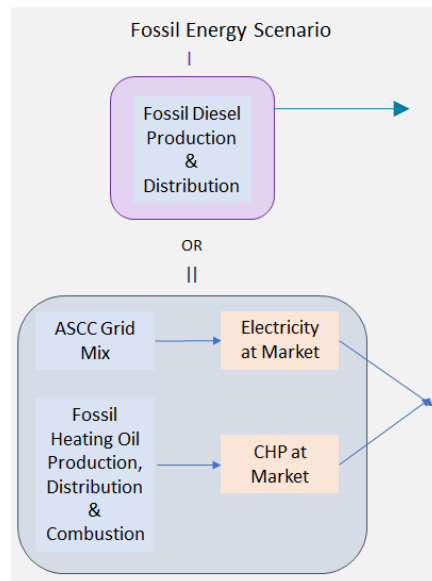 Fossil Energy Scenario
I
Fossil Diesel
Production
&
Distribution
OR
II
ASCC Grid
Mix
Electricity
at Market
Fossil
Heating Oil
Production,
Distribution
&
Combustion
CHP at
Market